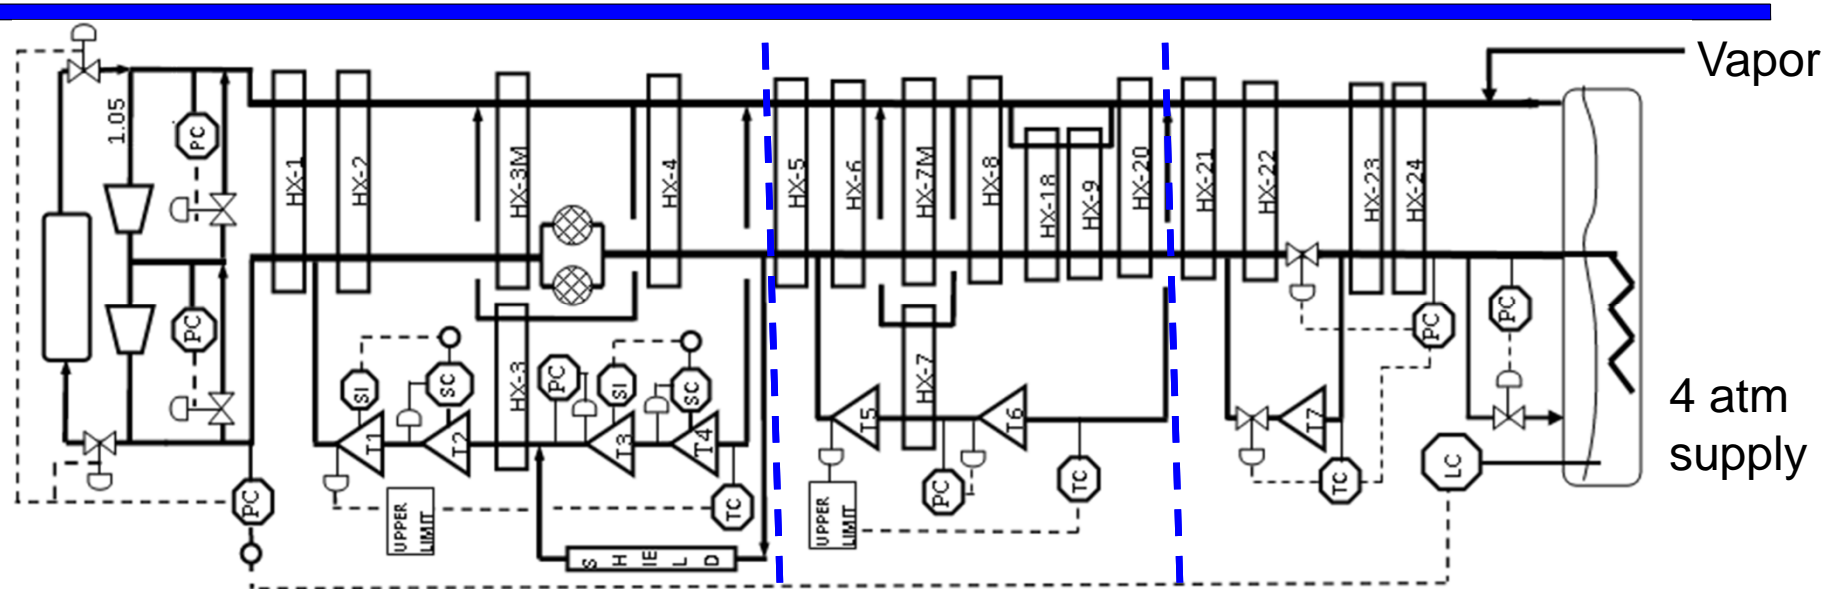 Vapor
1.05
PC
PC
HX-1
HX-2
HX-3M
HX-4
HX-5
HX-6
HX-7M
HX-8
HX-18
HX-9
HX-20
HX-21
HX-22
HX-23
HX-24
HX-3
HX-7
SI
SC
PC
SI
SC
PC
PC
T1
T2
T3
T4
T5
T6
T7
4 atm
supply
PC
UPPER
LIMIT
TC
UPPER
LIMIT
PC
TC
TC
LC
SHIELD